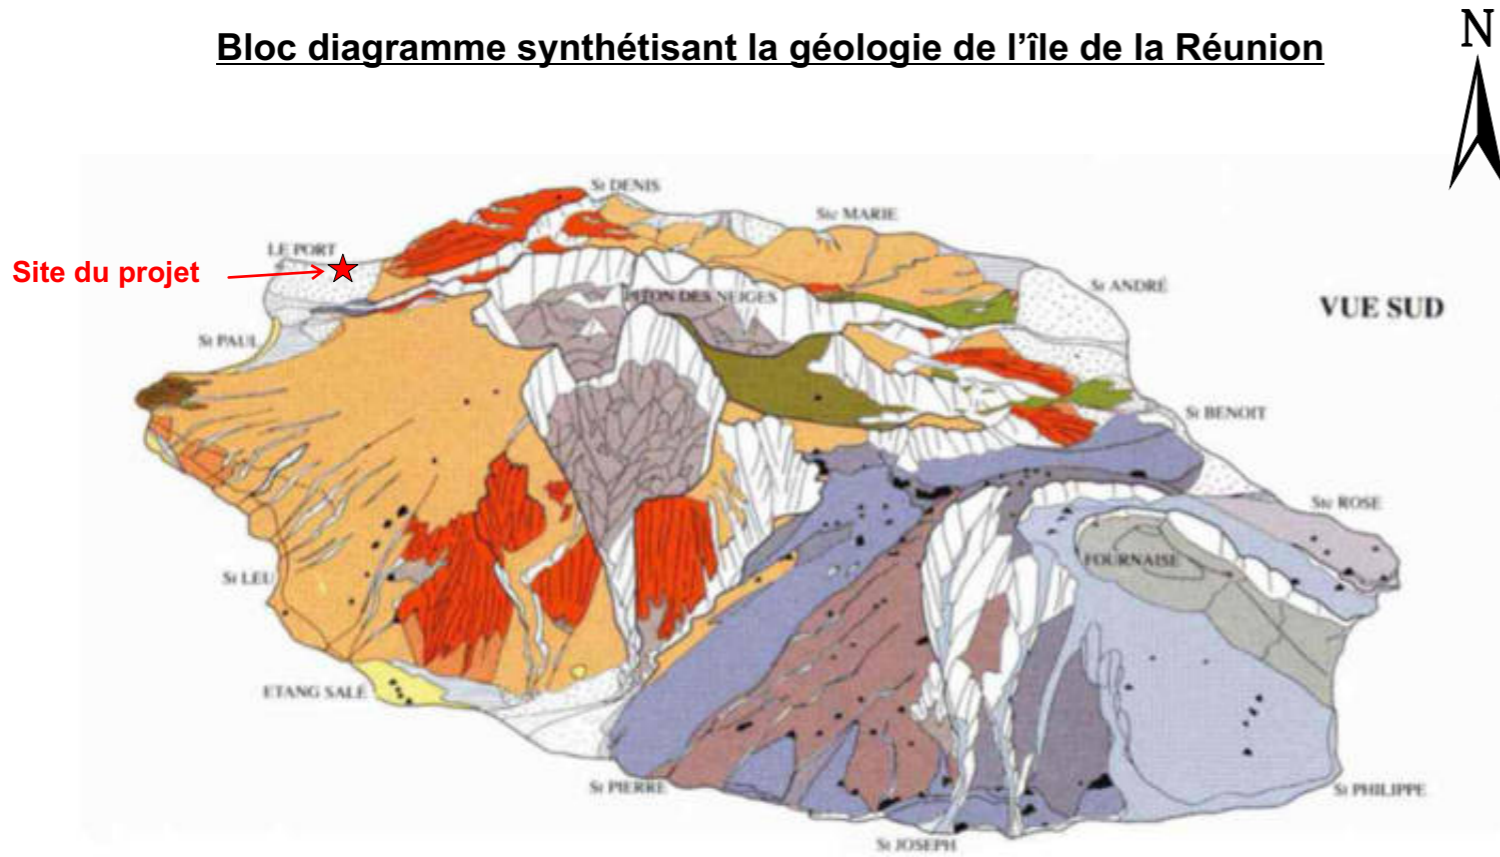 Bloc diagramme synthétisant la géologie de l'île de la Réunion
N
St DENIS
Ste MARIE
LE PORT
Site du projet
St ANDRÉ
PITON DES NEIGES
VUE SUD
St PAUL
St BENOIT
Ste ROSE
FOURNAISE
St LEU
ETANG SALÉ
St PIERRE
St PHILIPPE
St JOSEPH